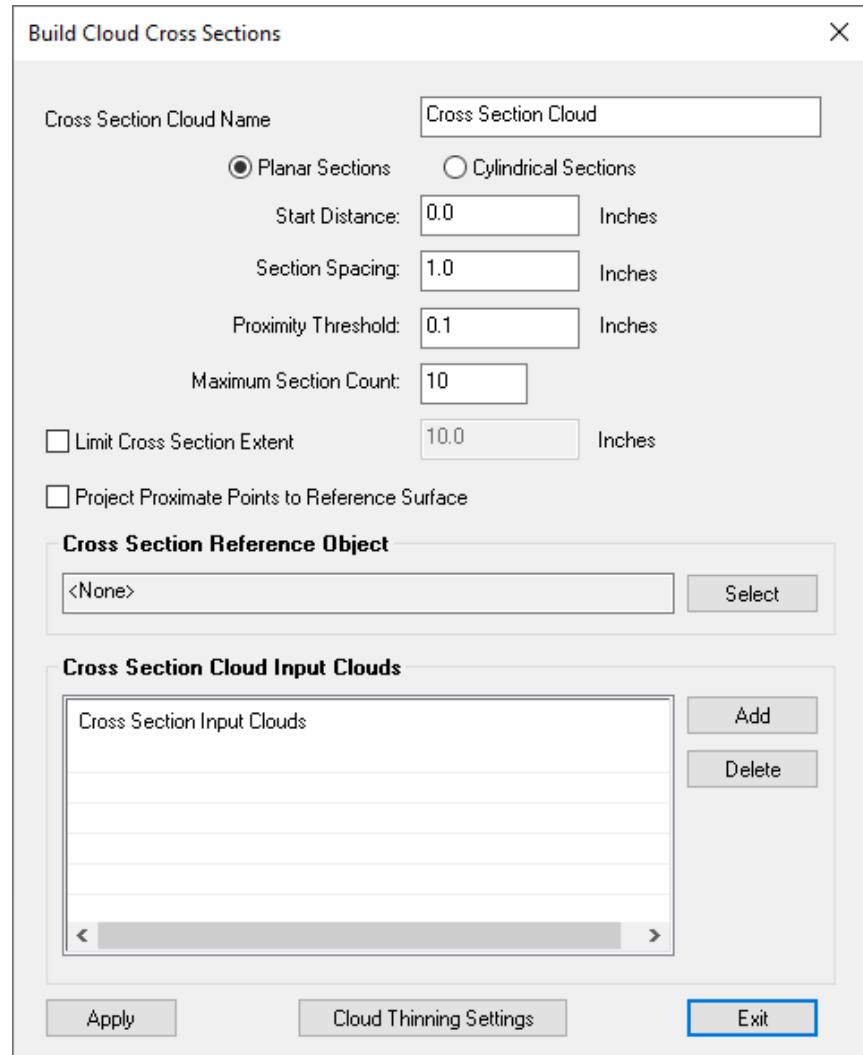 Build Cloud Cross Sections
Cross Section Cloud Name Cross Section Cloud
Planar Sections Cylindrical Sections
Start Distance: 0.0 Inches
Section Spacing: 1.0 Inches
Proximity Threshold: 0.1 Inches
Maximum Section Count: 10
Limit Cross Section Extent 10.0 Inches
Project Proximate Points to Reference Surface
Cross Section Reference Object
<None> Select
Cross Section Cloud Input Clouds
Cross Section Input Clouds Add
Delete
Apply Cloud Thinning Settings Exit